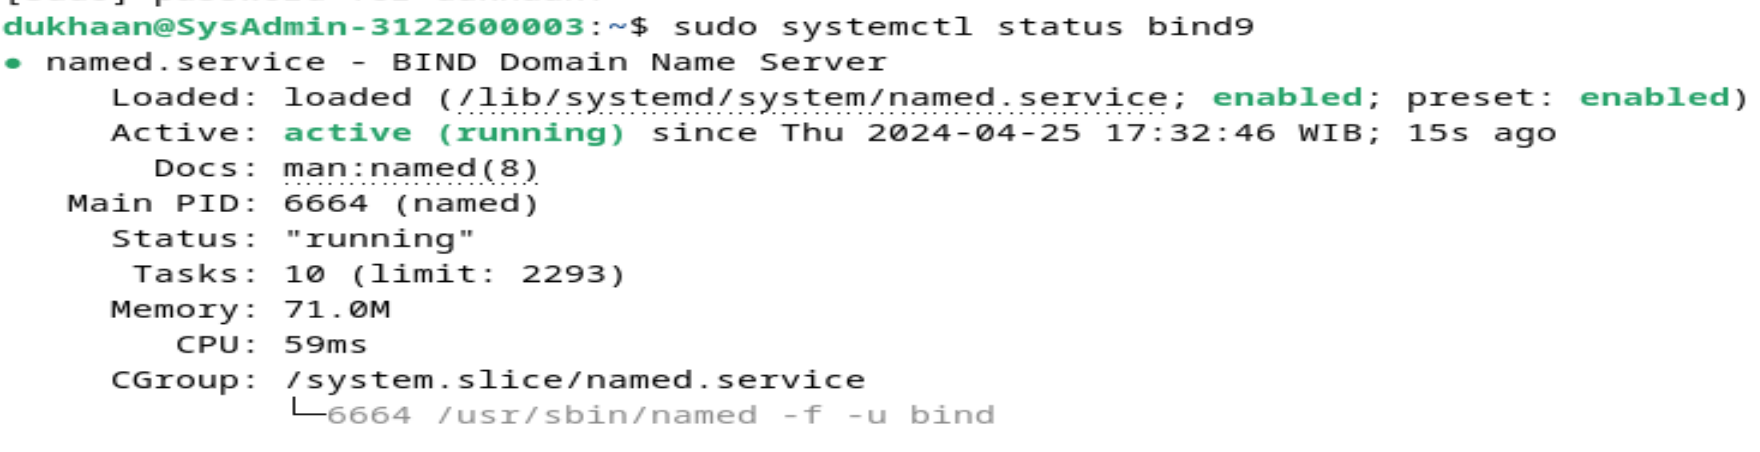 dukhaan@SysAdmin-3122600003:~$ sudo systemctl status bind9
● named.service - BIND Domain Name Server
Loaded: loaded (/lib/systemd/system/named.service; enabled; preset: enabled)
Active: active (running) since Thu 2024-04-25 17:32:46 WIB; 15s ago
Docs: man:named(8)
Main PID: 6664 (named)
Status: "running"
Tasks: 10 (limit: 2293)
Memory: 71.0M
CPU: 59ms
CGroup: /system.slice/named.service
└─6664 /usr/sbin/named -f -u bind